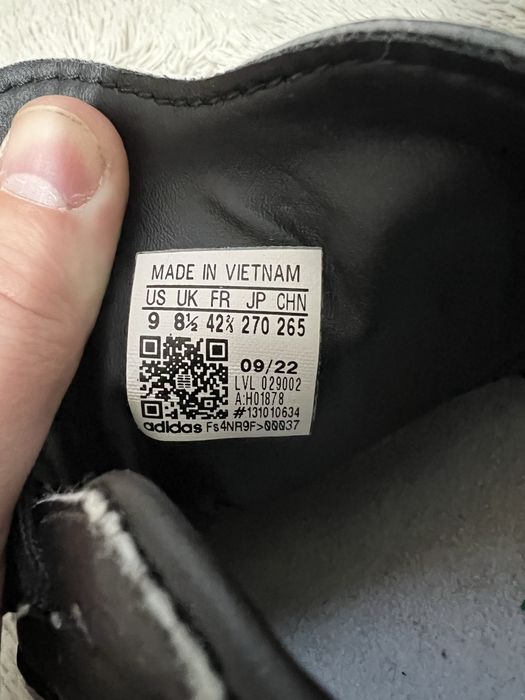 MADE IN VIETNAM
US UK FR JP CHN
9 8½ 42⅔ 270 265
09/22
LVL 029002
A:H01878
#131010634
adidas Fs4NR9F>00037